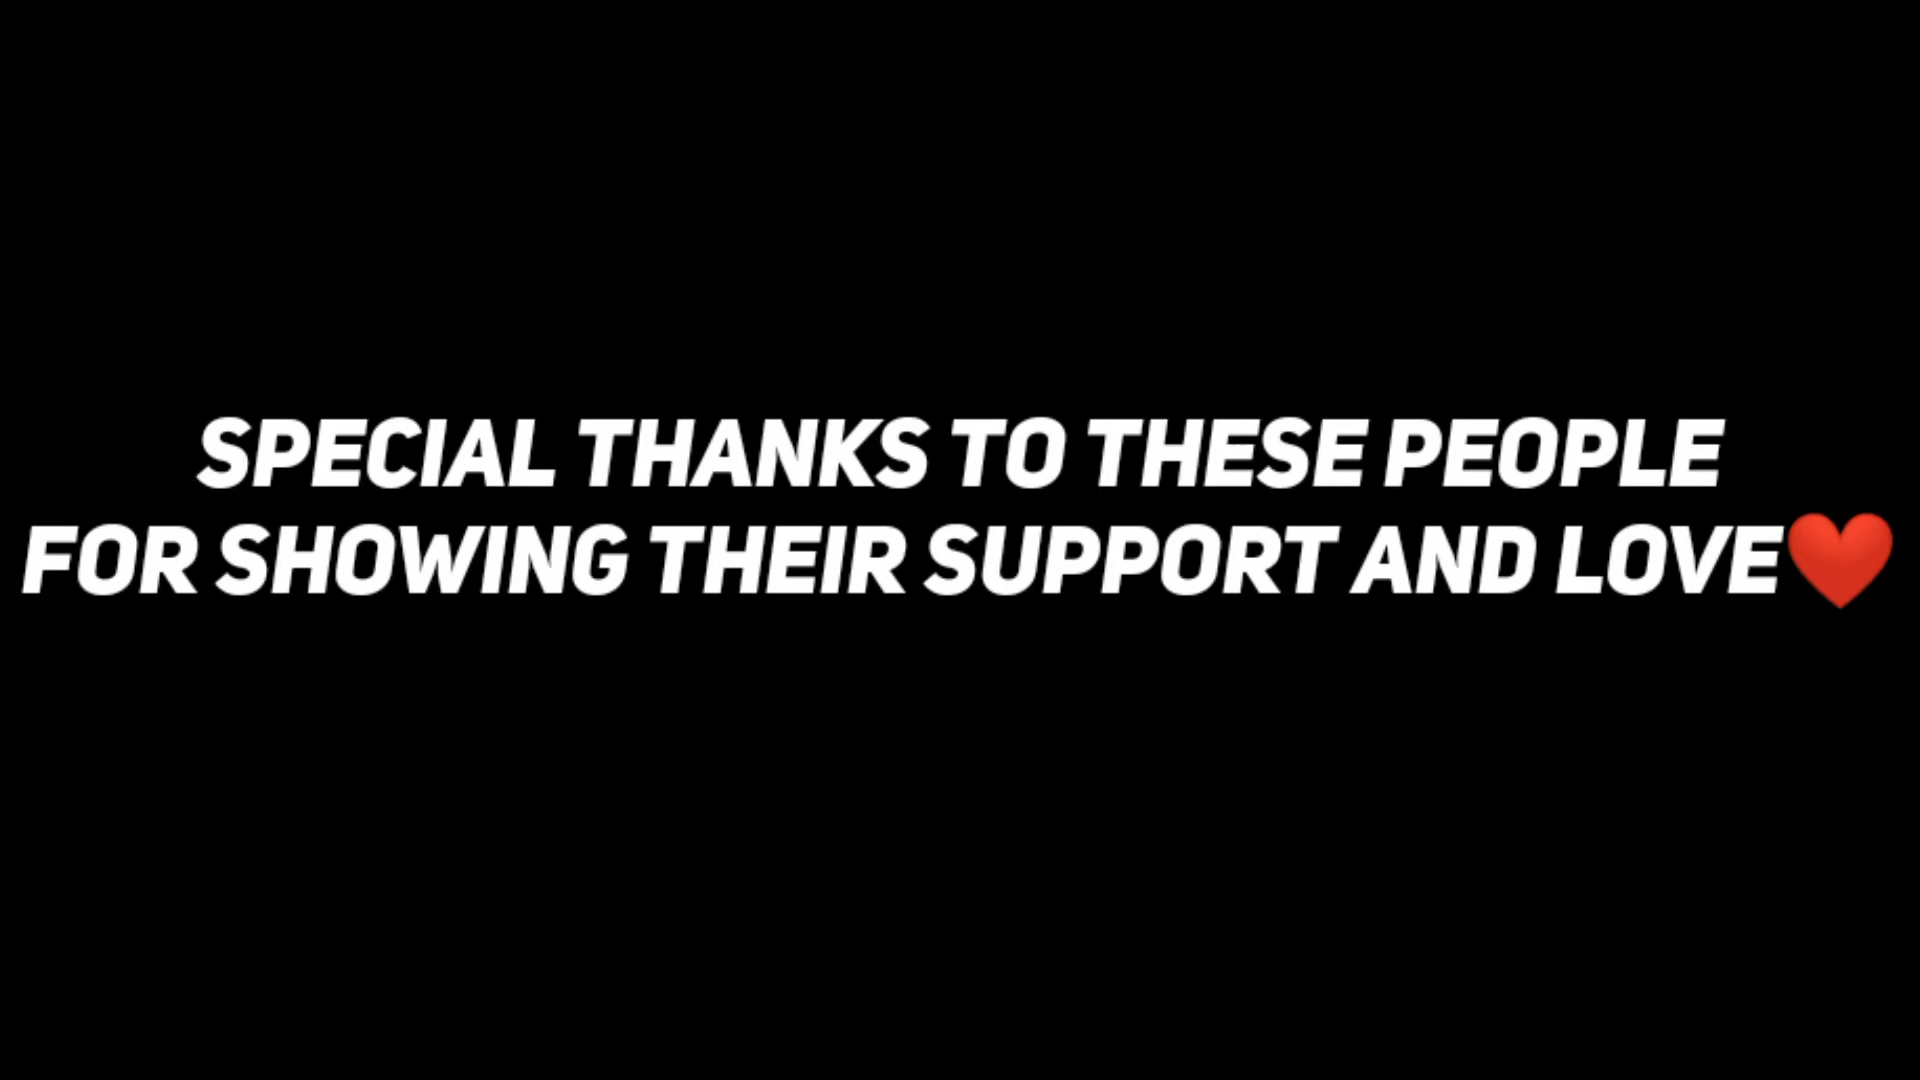 SPECIAL THANKS TO THESE PEOPLE
FOR SHOWING THEIR SUPPORT AND LOVE❤️